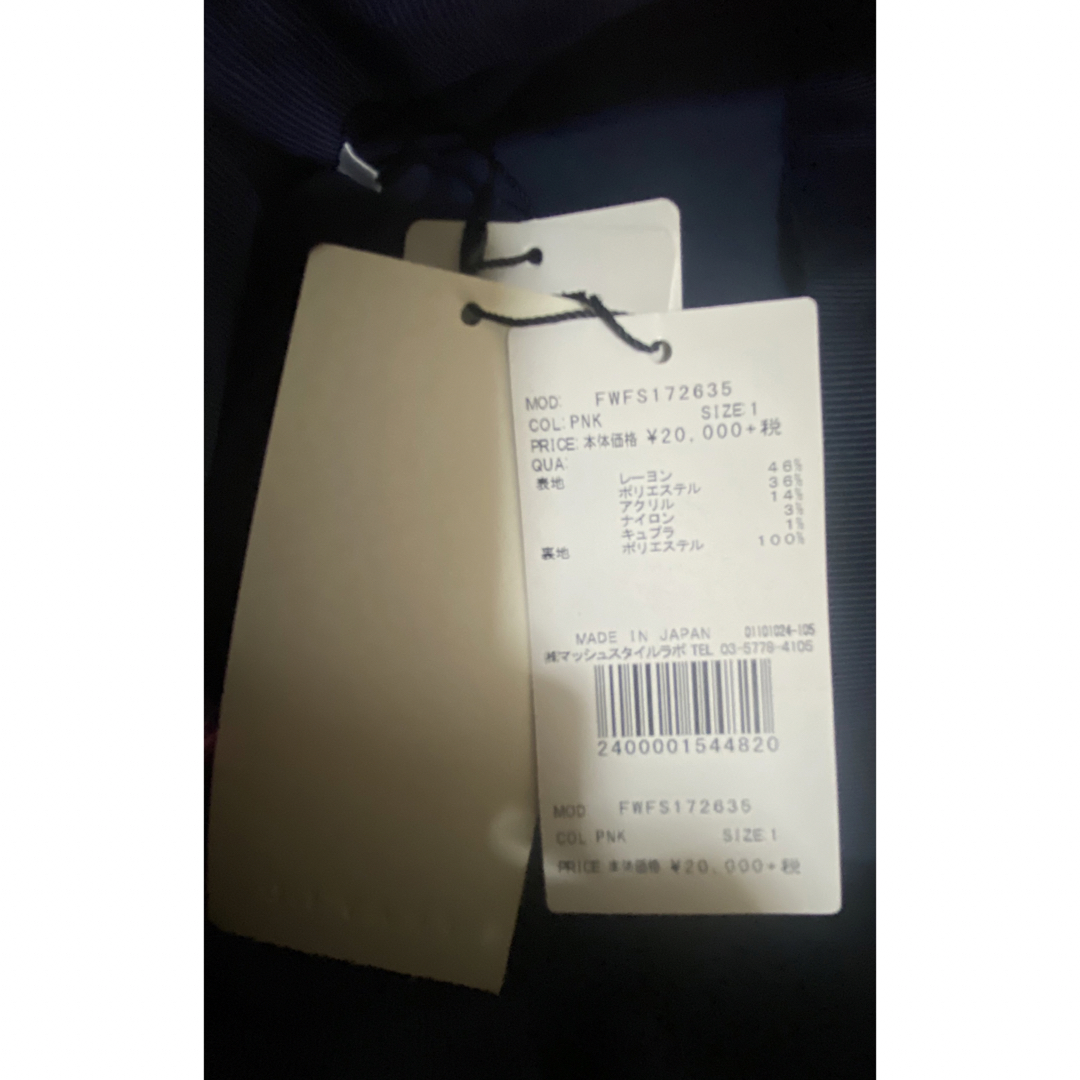 MOD: FWFS172635
COL: PNK SIZE:1
PRICE: 本体価格 ¥20,000+税
QUA:
表地 レーヨン 46%
ポリエステル 36%
アクリル 14%
ナイロン 3%
キュプラ 1%
裏地 ポリエステル 100%
MADE IN JAPAN 01101024-105
㈱マッシュスタイルラボ TEL 03-5778-4105
2400001544820
MOD FWFS172635
COL PNK SIZE:1
PRICE 本体価格 ¥20,000+税